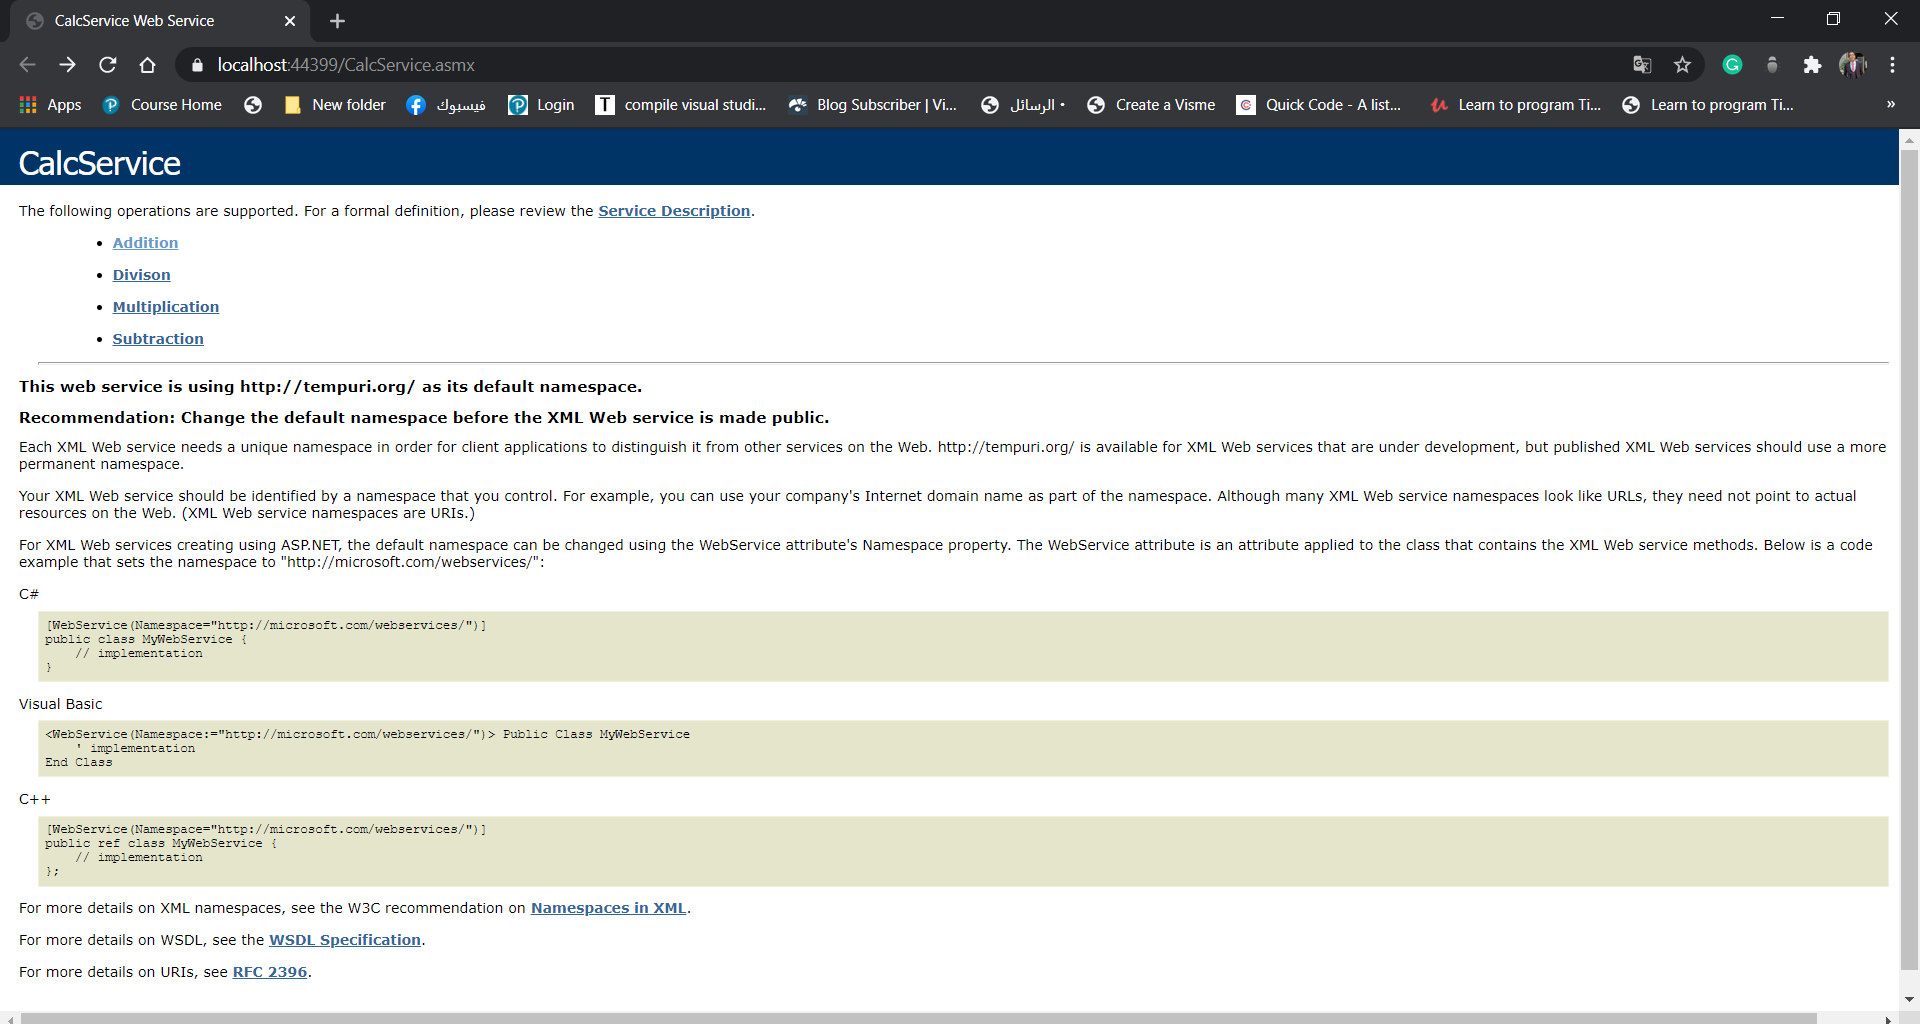 CalcService Web Service
localhost:44399/CalcService.asmx
Apps Course Home New folder فيسبوك Login compile visual studi... Blog Subscriber | Vi... • الرسائل Create a Visme Quick Code - A list... Learn to program Ti... Learn to program Ti... »
CalcService
The following operations are supported. For a formal definition, please review the Service Description.
• Addition
• Divison
• Multiplication
• Subtraction
This web service is using http://tempuri.org/ as its default namespace.
Recommendation: Change the default namespace before the XML Web service is made public.
Each XML Web service needs a unique namespace in order for client applications to distinguish it from other services on the Web. http://tempuri.org/ is available for XML Web services that are under development, but published XML Web services should use a more
permanent namespace.
Your XML Web service should be identified by a namespace that you control. For example, you can use your company's Internet domain name as part of the namespace. Although many XML Web service namespaces look like URLs, they need not point to actual
resources on the Web. (XML Web service namespaces are URIs.)
For XML Web services creating using ASP.NET, the default namespace can be changed using the WebService attribute's Namespace property. The WebService attribute is an attribute applied to the class that contains the XML Web service methods. Below is a code
example that sets the namespace to "http://microsoft.com/webservices/":
C#
[WebService(Namespace="http://microsoft.com/webservices/")]
public class MyWebService {
// implementation
}
Visual Basic
<WebService(Namespace:="http://microsoft.com/webservices/")> Public Class MyWebService
' implementation
End Class
C++
[WebService(Namespace="http://microsoft.com/webservices/")]
public ref class MyWebService {
// implementation
};
For more details on XML namespaces, see the W3C recommendation on Namespaces in XML.
For more details on WSDL, see the WSDL Specification.
For more details on URIs, see RFC 2396.